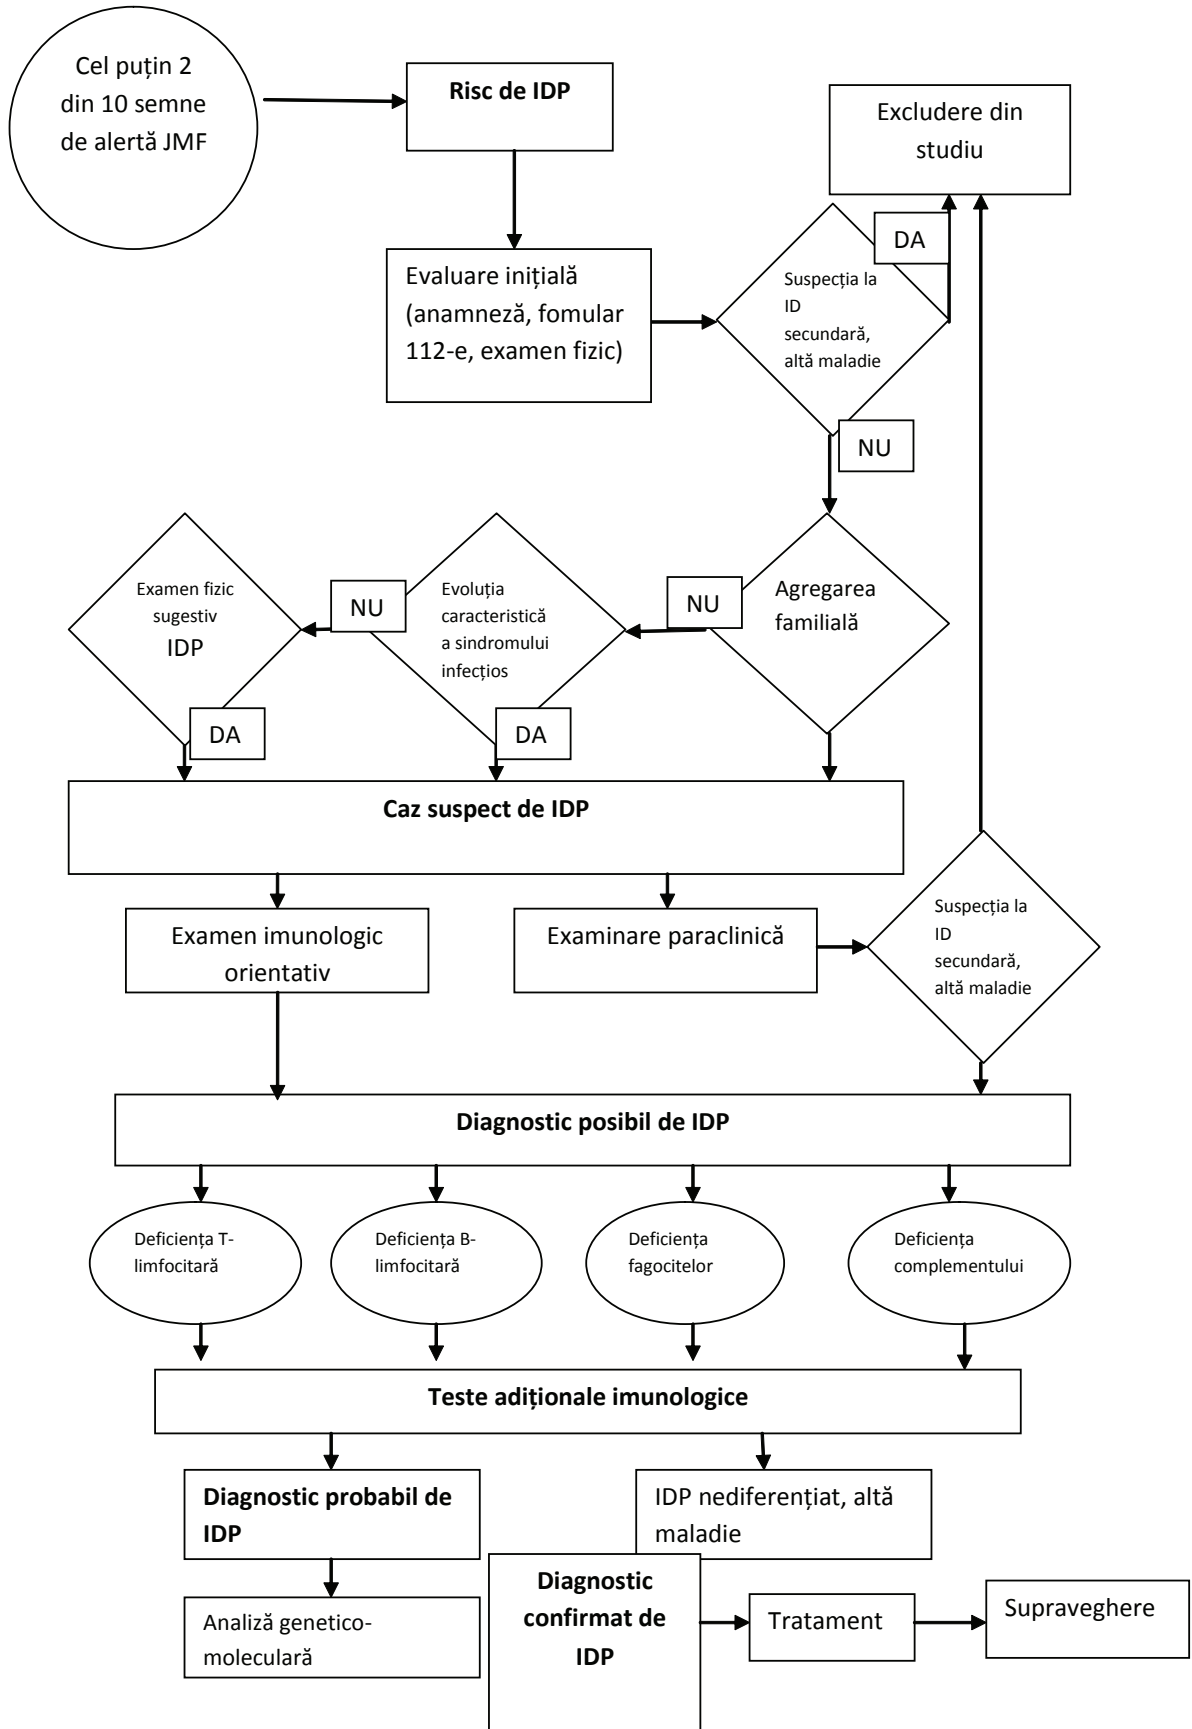 Cel puțin 2
din 10 semne
de alertă JMF
Risc de IDP
Excludere din
studiu
DA
Evaluare inițială
(anamneză, fomular
112-e, examen fizic)
Suspecția la
ID
secundară,
altă maladie
NU
Examen fizic
sugestiv
IDP
NU
Evoluția
caracteristică
a sindromului
infecțios
NU
Agregarea
familială
DA
DA
Caz suspect de IDP
Examen imunologic
orientativ
Examinare paraclinică
Suspecția la
ID
secundară,
altă maladie
Diagnostic posibil de IDP
Deficiența T-
limfocitară
Deficiența B-
limfocitară
Deficiența
fagocitelor
Deficiența
complementului
Teste adiționale imunologice
Diagnostic probabil de
IDP
IDP nediferențiat, altă
maladie
Analiză genetico-
moleculară
Diagnostic
confirmat de
IDP
Tratament
Supraveghere